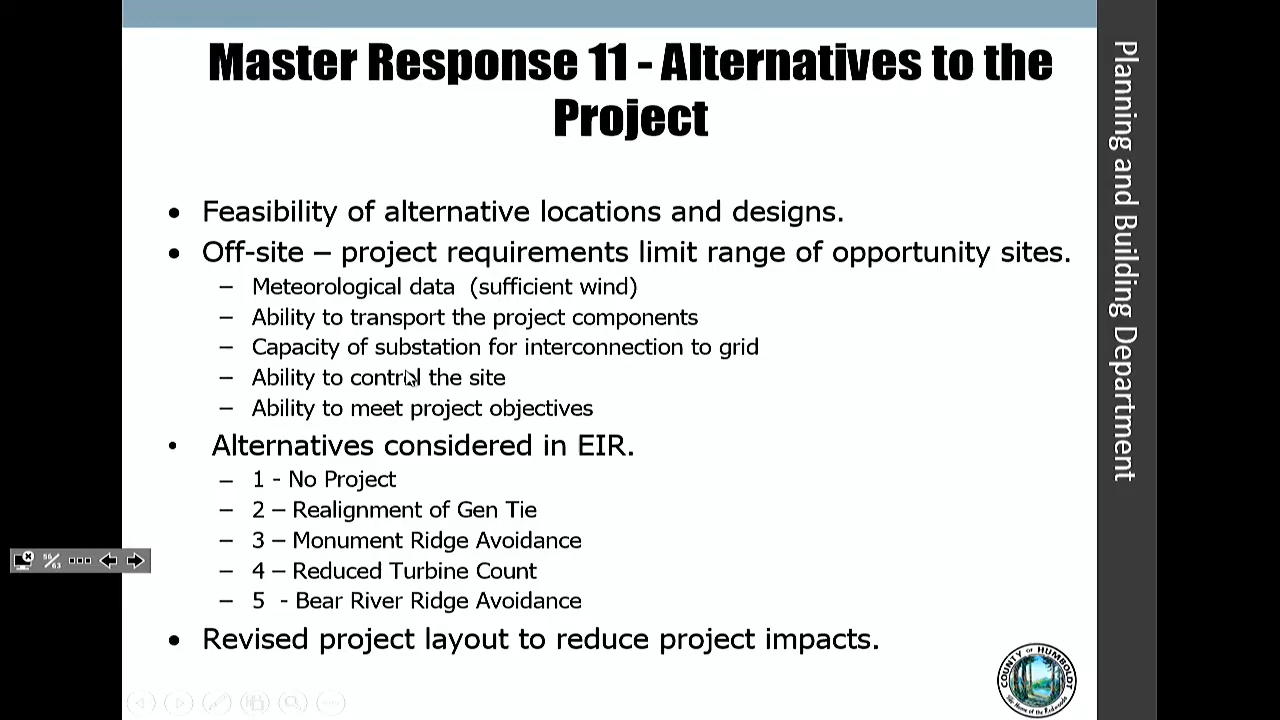 Master Response 11 - Alternatives to the
Project
• Feasibility of alternative locations and designs.
• Off-site – project requirements limit range of opportunity sites.
– Meteorological data (sufficient wind)
– Ability to transport the project components
– Capacity of substation for interconnection to grid
– Ability to control the site
– Ability to meet project objectives
• Alternatives considered in EIR.
– 1 - No Project
– 2 – Realignment of Gen Tie
– 3 – Monument Ridge Avoidance
– 4 – Reduced Turbine Count
– 5 - Bear River Ridge Avoidance
• Revised project layout to reduce project impacts.
Planning and Building Department
COUNTY OF HUMBOLDT